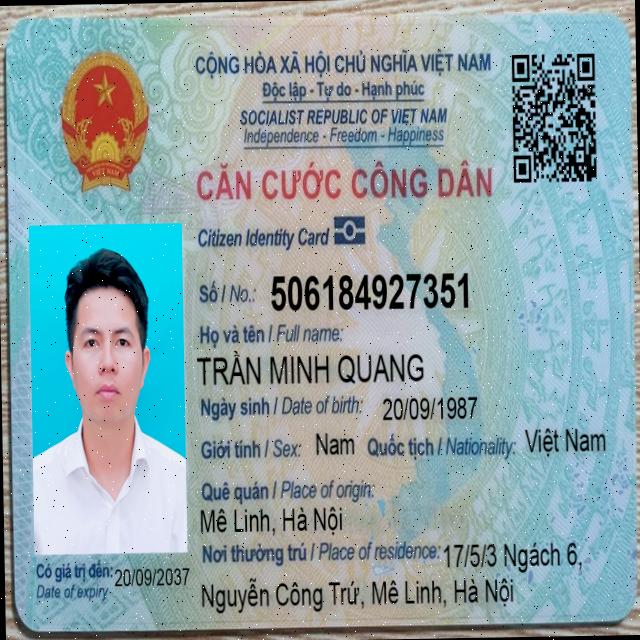 CỘNG HÒA XÃ HỘI CHỦ NGHĨA VIỆT NAM
Độc lập - Tự do - Hạnh phúc
SOCIALIST REPUBLIC OF VIỆT NAM
Independence - Freedom - Happiness
CĂN CƯỚC CÔNG DÂN
Citizen Identity Card
Số / No.: 506184927351
Họ và tên / Full name:
TRẦN MINH QUANG
Ngày sinh / Date of birth: 20/09/1987
Giới tính / Sex: Nam Quốc tịch / Nationality: Việt Nam
Quê quán / Place of origin:
Mê Linh, Hà Nội
Nơi thường trú / Place of residence: 17/5/3 Ngách 6,
Nguyễn Công Trứ, Mê Linh, Hà Nội
Có giá trị đến: 20/09/2037
Date of expiry
VIỆT NAM